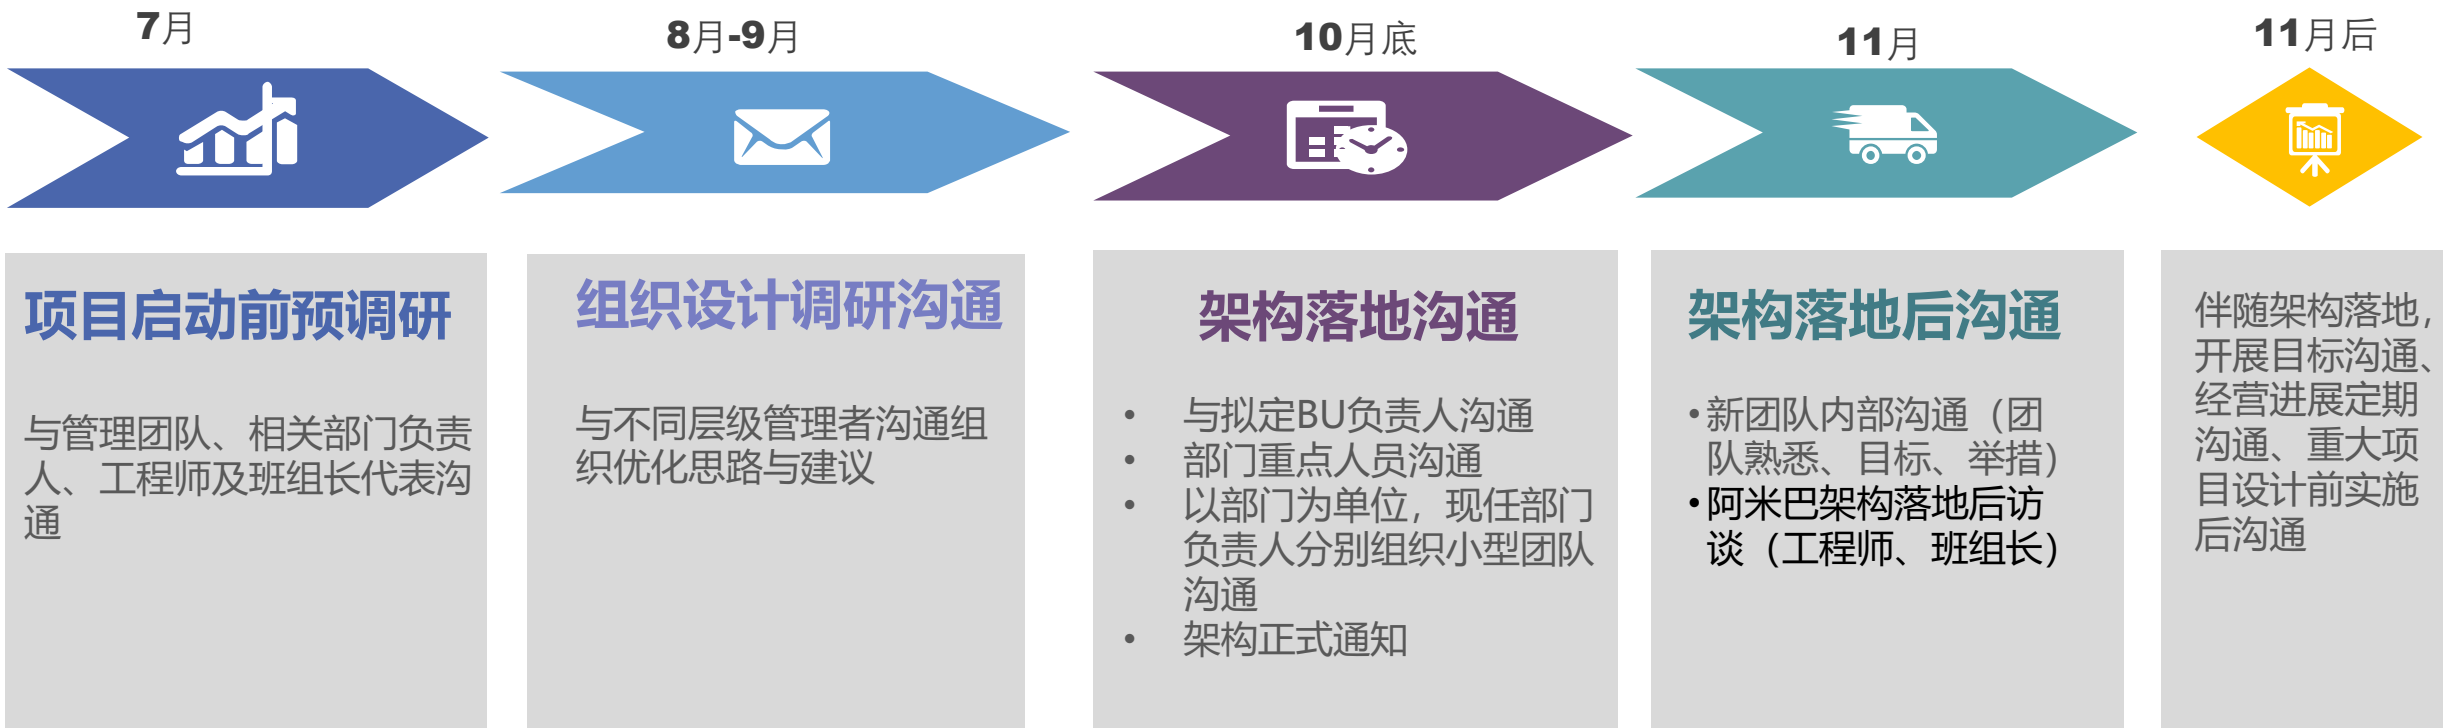 7月
8月-9月
10月底
11月
11月后
项目启动前预调研
与管理团队、相关部门负责
人、工程师及班组长代表沟
通
组织设计调研沟通
与不同层级管理者沟通组
织优化思路与建议
架构落地沟通
• 与拟定BU负责人沟通
• 部门重点人员沟通
• 以部门为单位，现任部门
负责人分别组织小型团队
沟通
• 架构正式通知
架构落地后沟通
•新团队内部沟通（团
队熟悉、目标、举措）
•阿米巴架构落地后访
谈（工程师、班组长）
伴随架构落地，
开展目标沟通、
经营进展定期
沟通、重大项
目设计前实施
后沟通